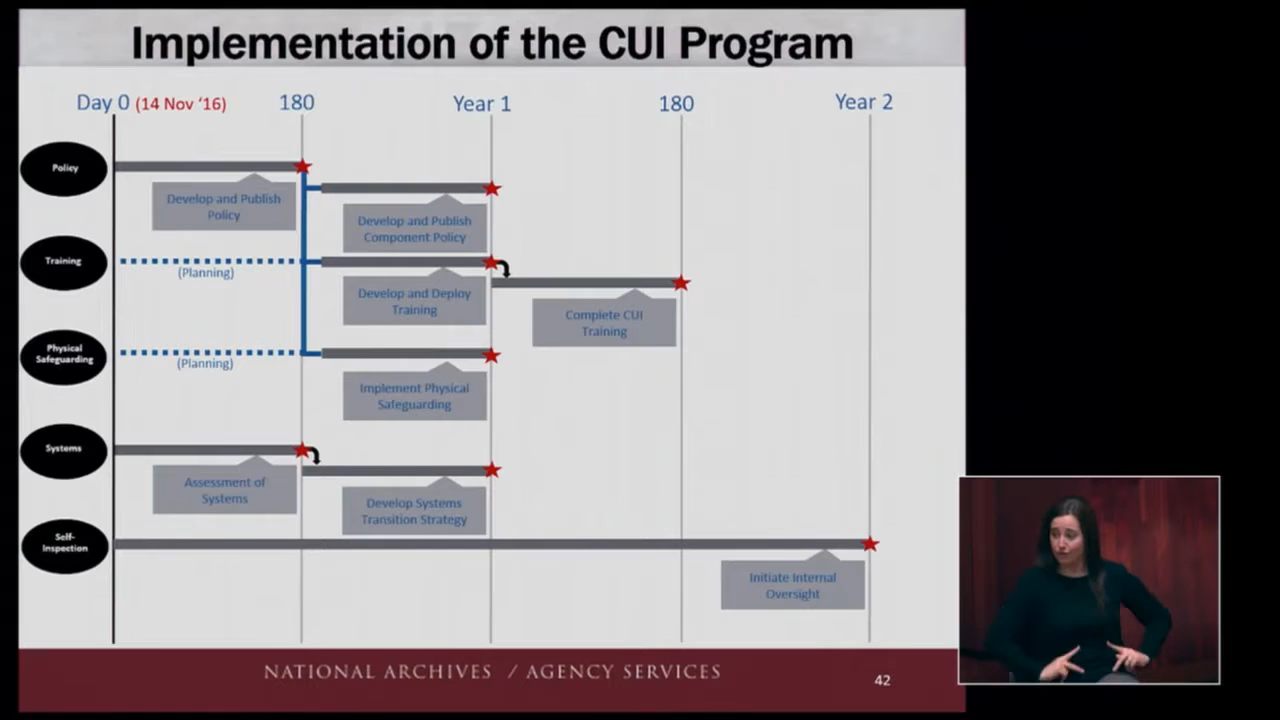 Implementation of the CUI Program
Day 0 (14 Nov ‘16) 180 Year 1 180 Year 2
Policy
Develop and Publish
Policy
Develop and Publish
Component Policy
Training
(Planning)
Develop and Deploy
Training
Complete CUI
Training
Physical
Safeguarding
(Planning)
Implement Physical
Safeguarding
Systems
Assessment of
Systems
Develop Systems
Transition Strategy
Self-
Inspection
Initiate Internal
Oversight
NATIONAL ARCHIVES / AGENCY SERVICES
42